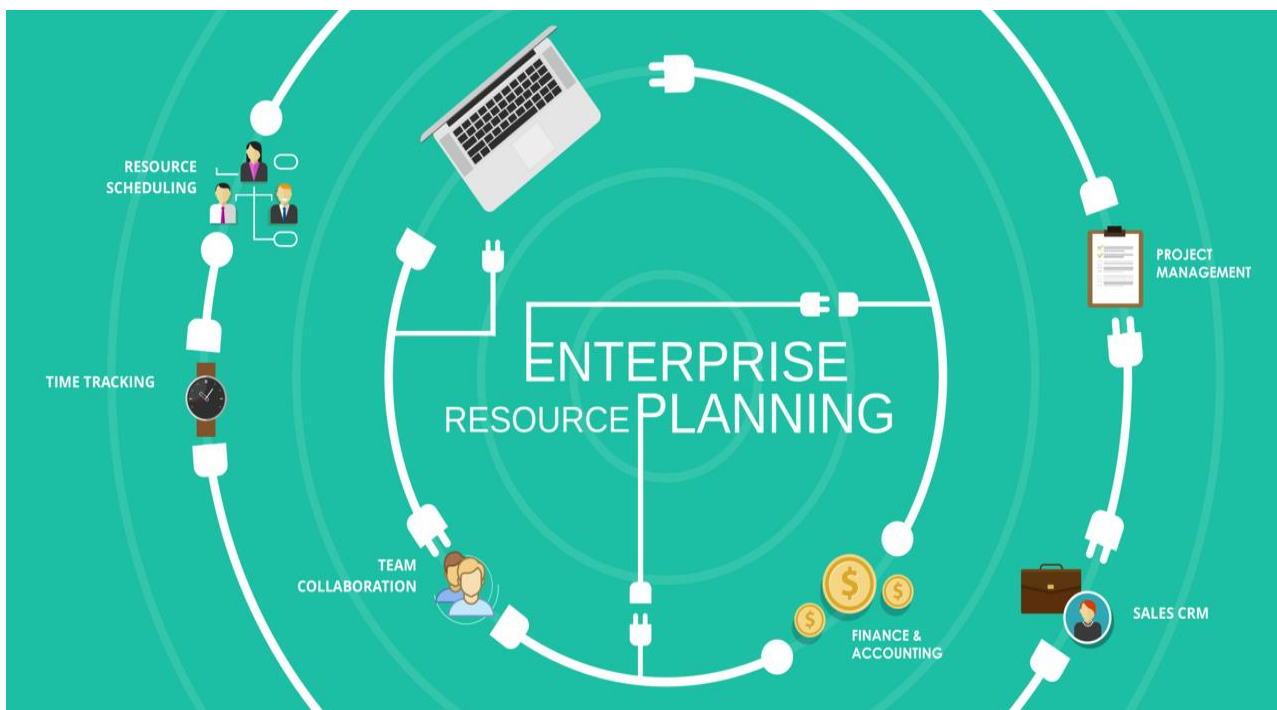 RESOURCE
SCHEDULING
PROJECT
MANAGEMENT
ENTERPRISE
RESOURCE PLANNING
TIME TRACKING
TEAM
COLLABORATION
SALES CRM
FINANCE &
ACCOUNTING
$
$
$